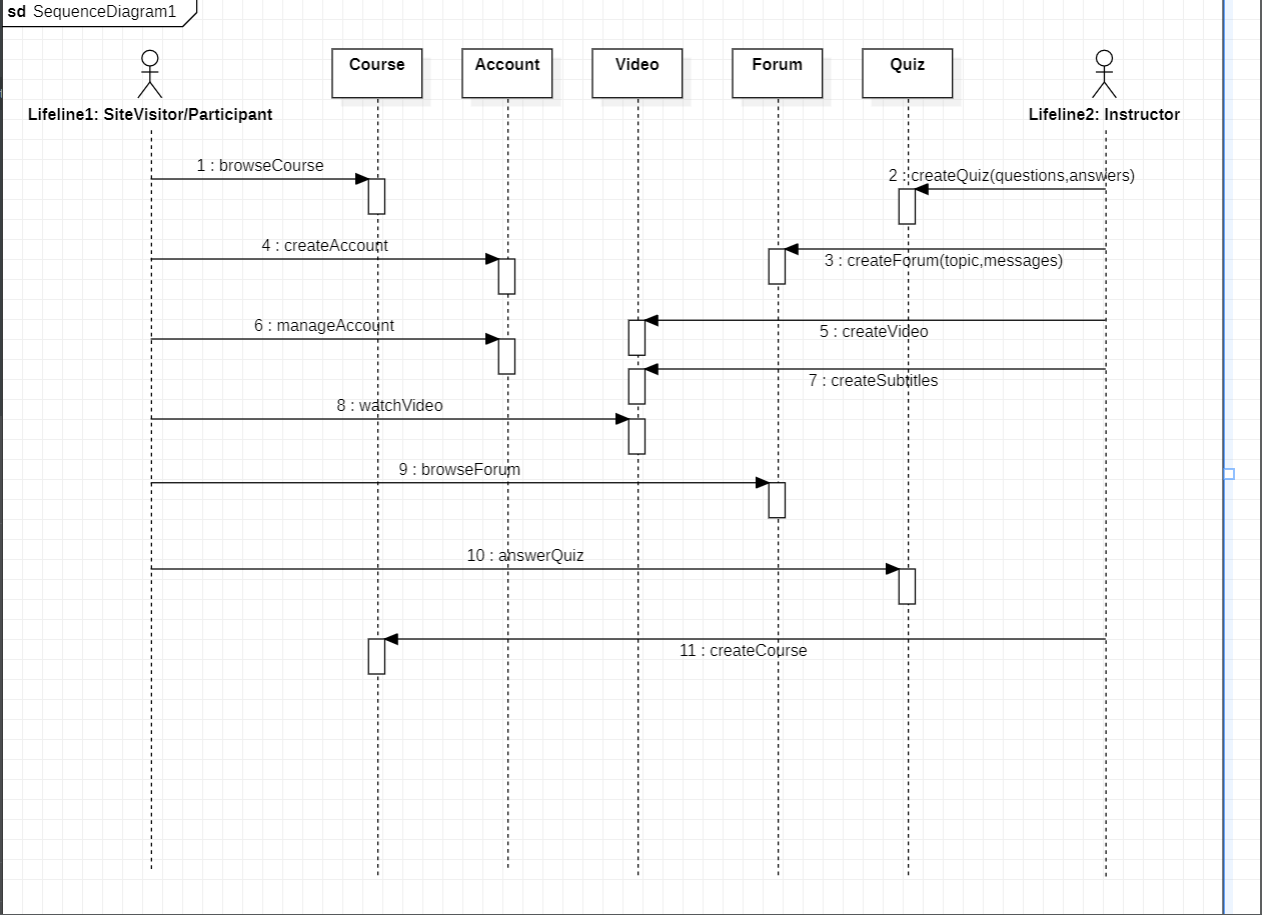 sd SequenceDiagram1
Course
Account
Video
Forum
Quiz
Lifeline1: SiteVisitor/Participant
Lifeline2: Instructor
1 : browseCourse
2 : createQuiz(questions,answers)
4 : createAccount
3 : createForum(topic,messages)
6 : manageAccount
5 : createVideo
7 : createSubtitles
8 : watchVideo
9 : browseForum
10 : answerQuiz
11 : createCourse